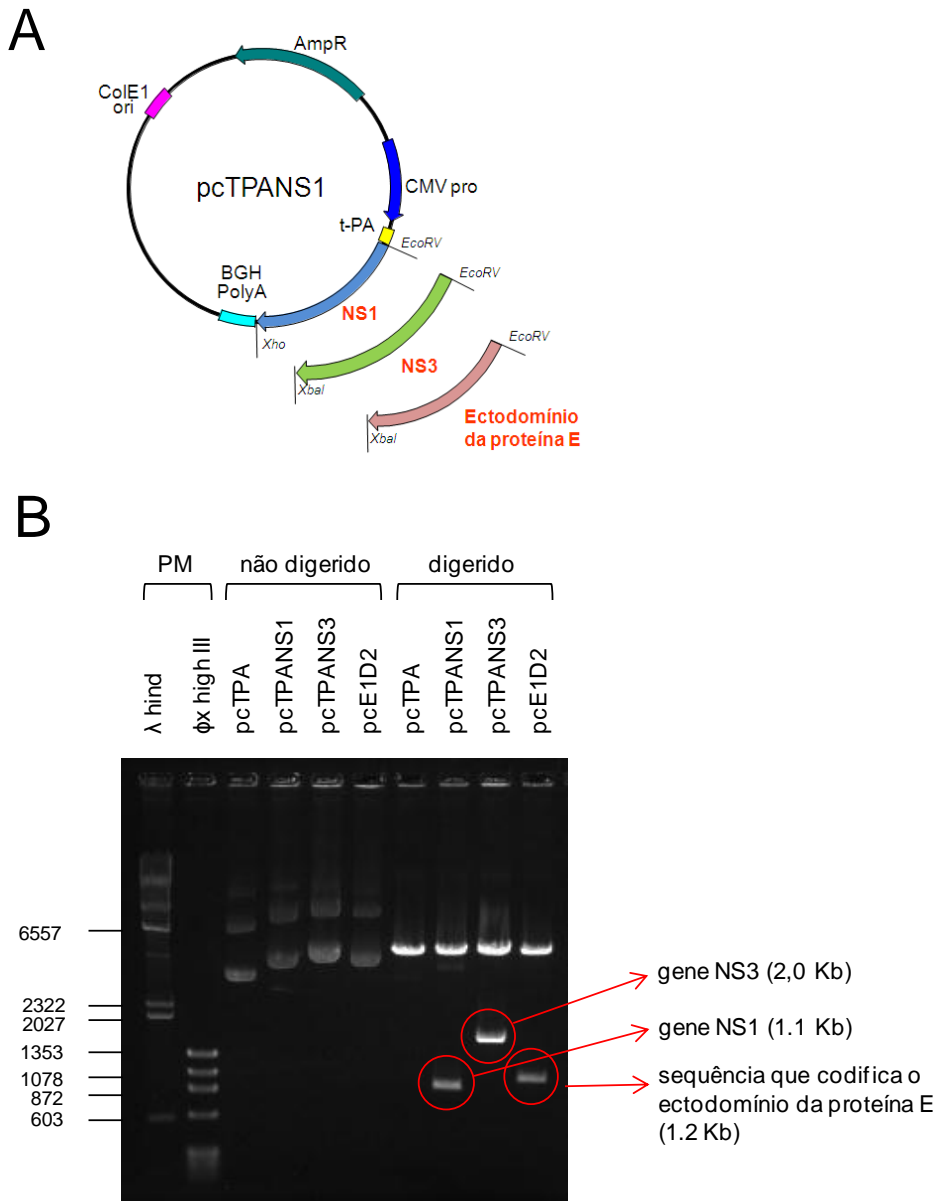 A
AmpR
ColE1
ori
pcTPANS1
CMV pro
t-PA
EcoRV
BGH
PolyA
NS1
Xho
EcoRV
NS3
XbaI
EcoRV
Ectodomínio
da proteína E
XbaI
B
PM
não digerido
digerido
λ hind
ϕx high III
pcTPA
pcTPANS1
pcTPANS3
pcE1D2
pcTPA
pcTPANS1
pcTPANS3
pcE1D2
6557
2322
2027
1353
1078
872
603
gene NS3 (2,0 Kb)
gene NS1 (1.1 Kb)
sequência que codifica o
ectodomínio da proteína E
(1.2 Kb)